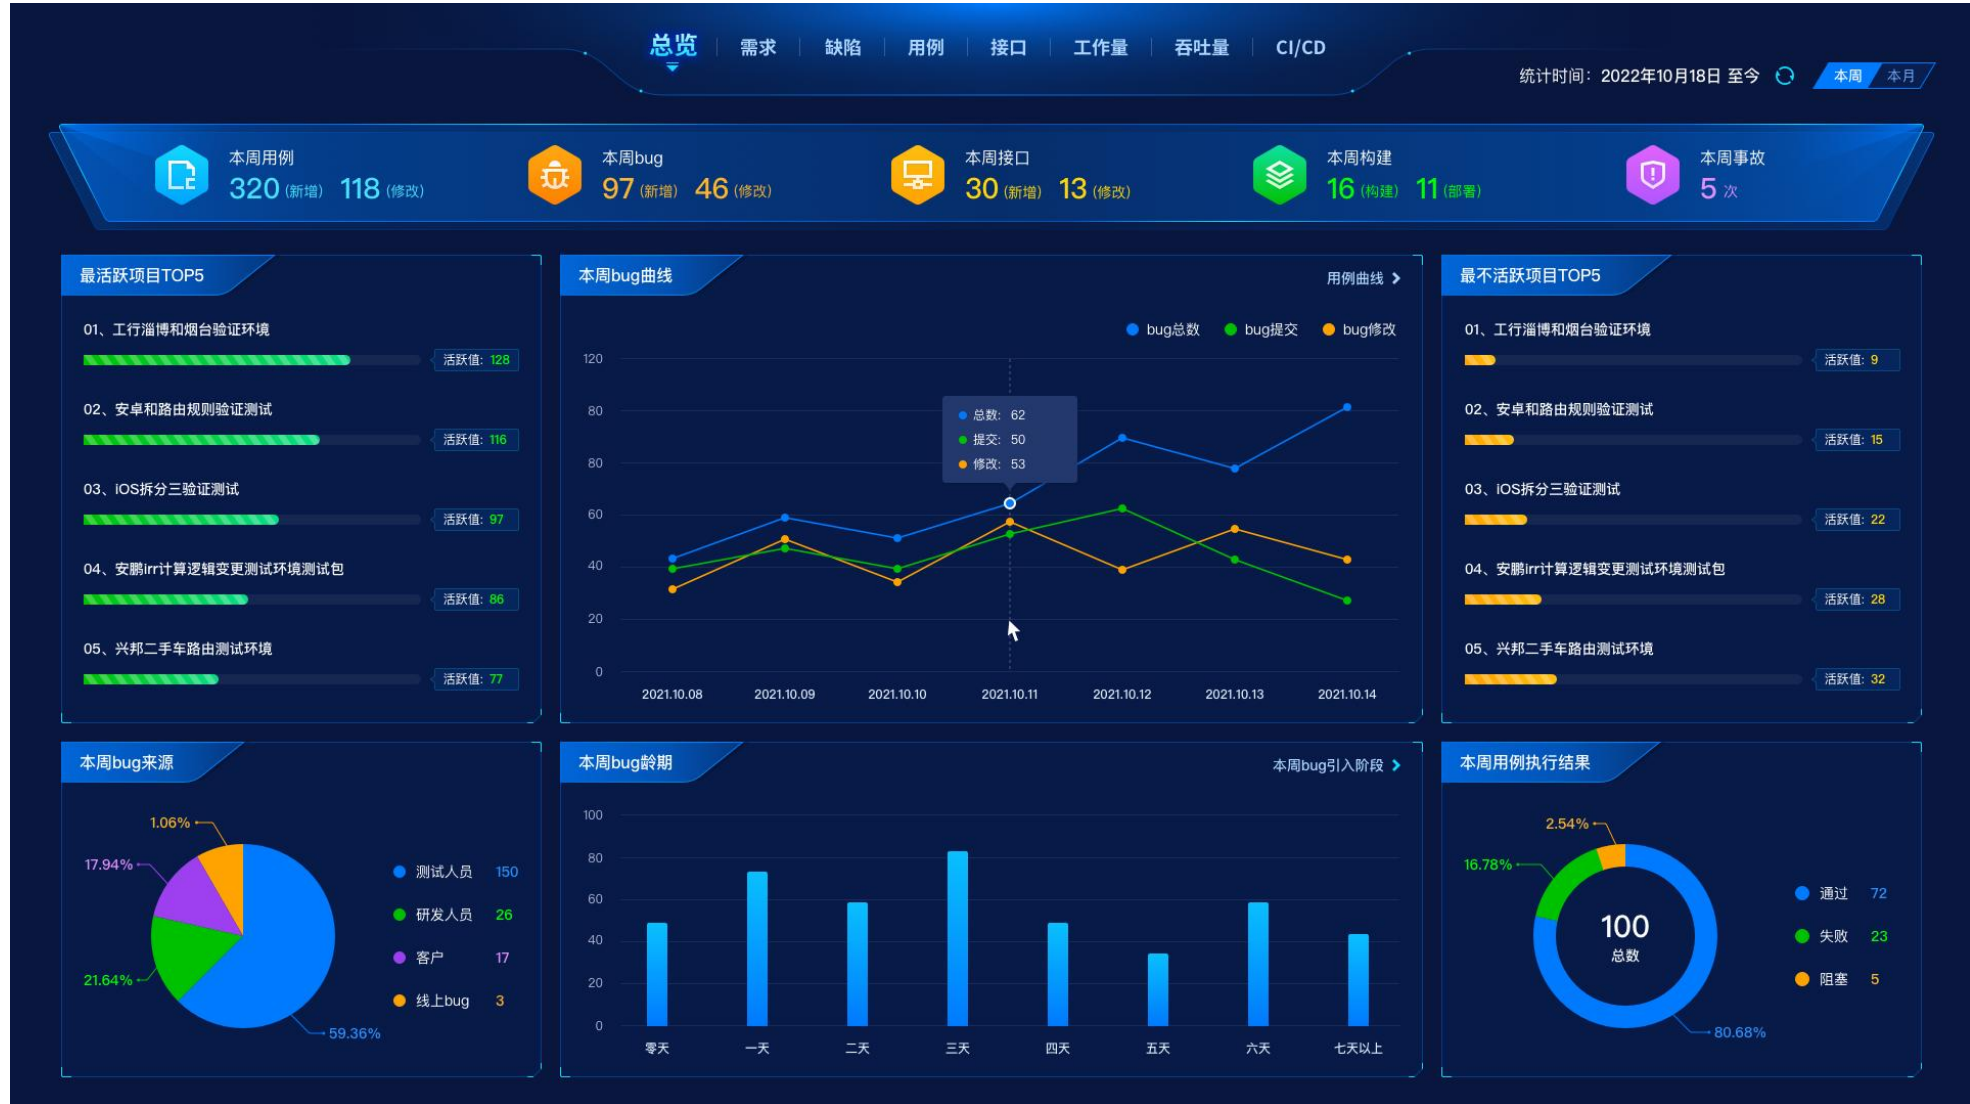 总览 需求 缺陷 用例 接口 工作量 吞吐量 CI/CD
统计时间：2022年10月18日 至今 本周 本月
本周用例
320 (新增) 118 (修改)
本周bug
97 (新增) 46 (修改)
本周接口
30 (新增) 13 (修改)
本周构建
16 (构建) 11 (部署)
本周事故
5 次
最活跃项目TOP5
01、工行淄博和烟台验证环境
活跃值: 128
02、安卓和路由规则验证测试
活跃值: 116
03、iOS拆分三验证测试
活跃值: 97
04、安鹏irr计算逻辑变更测试环境测试包
活跃值: 86
05、兴邦二手车路由测试环境
活跃值: 77
本周bug曲线
用例曲线
bug总数 bug提交 bug修改
120
80
80
60
40
20
0
总数: 62
提交: 50
修改: 53
2021.10.08 2021.10.09 2021.10.10 2021.10.11 2021.10.12 2021.10.13 2021.10.14
最不活跃项目TOP5
01、工行淄博和烟台验证环境
活跃值: 9
02、安卓和路由规则验证测试
活跃值: 15
03、iOS拆分三验证测试
活跃值: 22
04、安鹏irr计算逻辑变更测试环境测试包
活跃值: 28
05、兴邦二手车路由测试环境
活跃值: 32
本周bug来源
1.06%
17.94%
21.64%
59.36%
测试人员 150
研发人员 26
客户 17
线上bug 3
本周bug龄期
本周bug引入阶段
100
80
60
40
20
0
零天 一天 二天 三天 四天 五天 六天 七天以上
本周用例执行结果
2.54%
16.78%
80.68%
100
总数
通过 72
失败 23
阻塞 5